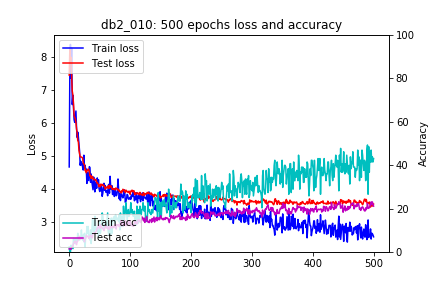 db2_010: 500 epochs loss and accuracy
Train loss
Test loss
Train acc
Test acc
Loss
8
7
6
5
4
3
Accuracy
100
80
60
40
20
0
0
100
200
300
400
500